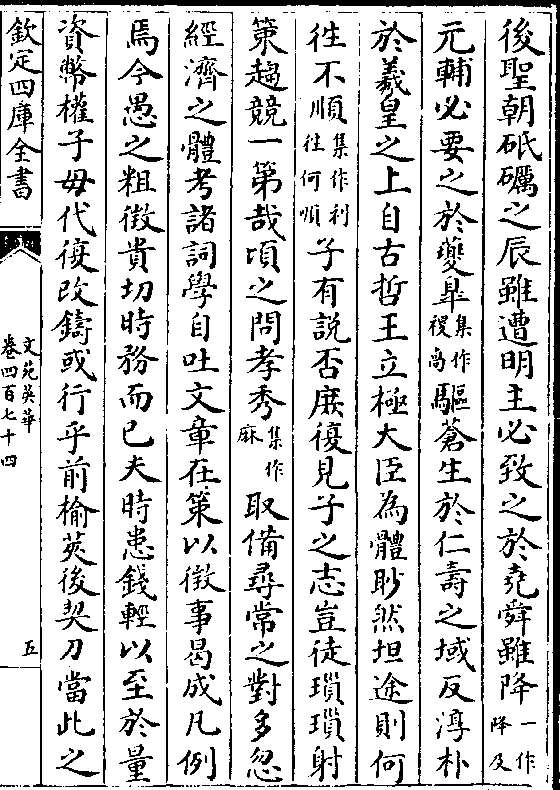 後聖朝砥礪之辰雖遭明主必致之於堯舜雖降一作降及
元輔必要之於夔臯集作稷卨驅蒼生於仁壽之域反淳朴
於羲皇之上自古哲王立極大臣為體眇然坦途則何
徃不順集作利徃何順子有說否庶復見子之志豈徒瑣瑣射
策趨競一第哉頃之問孝秀集作麻取備尋常之對多忽
經濟之體考諸詞學自吐文章在策以徴事曷成凡例
焉今愚之粗徴貴切時務而已夫時患錢輕以至於量
資幣權子毋代復改鑄或行乎前榆莢後契刀當此之
欽定四庫全書
文苑英華
卷四百七十四
五